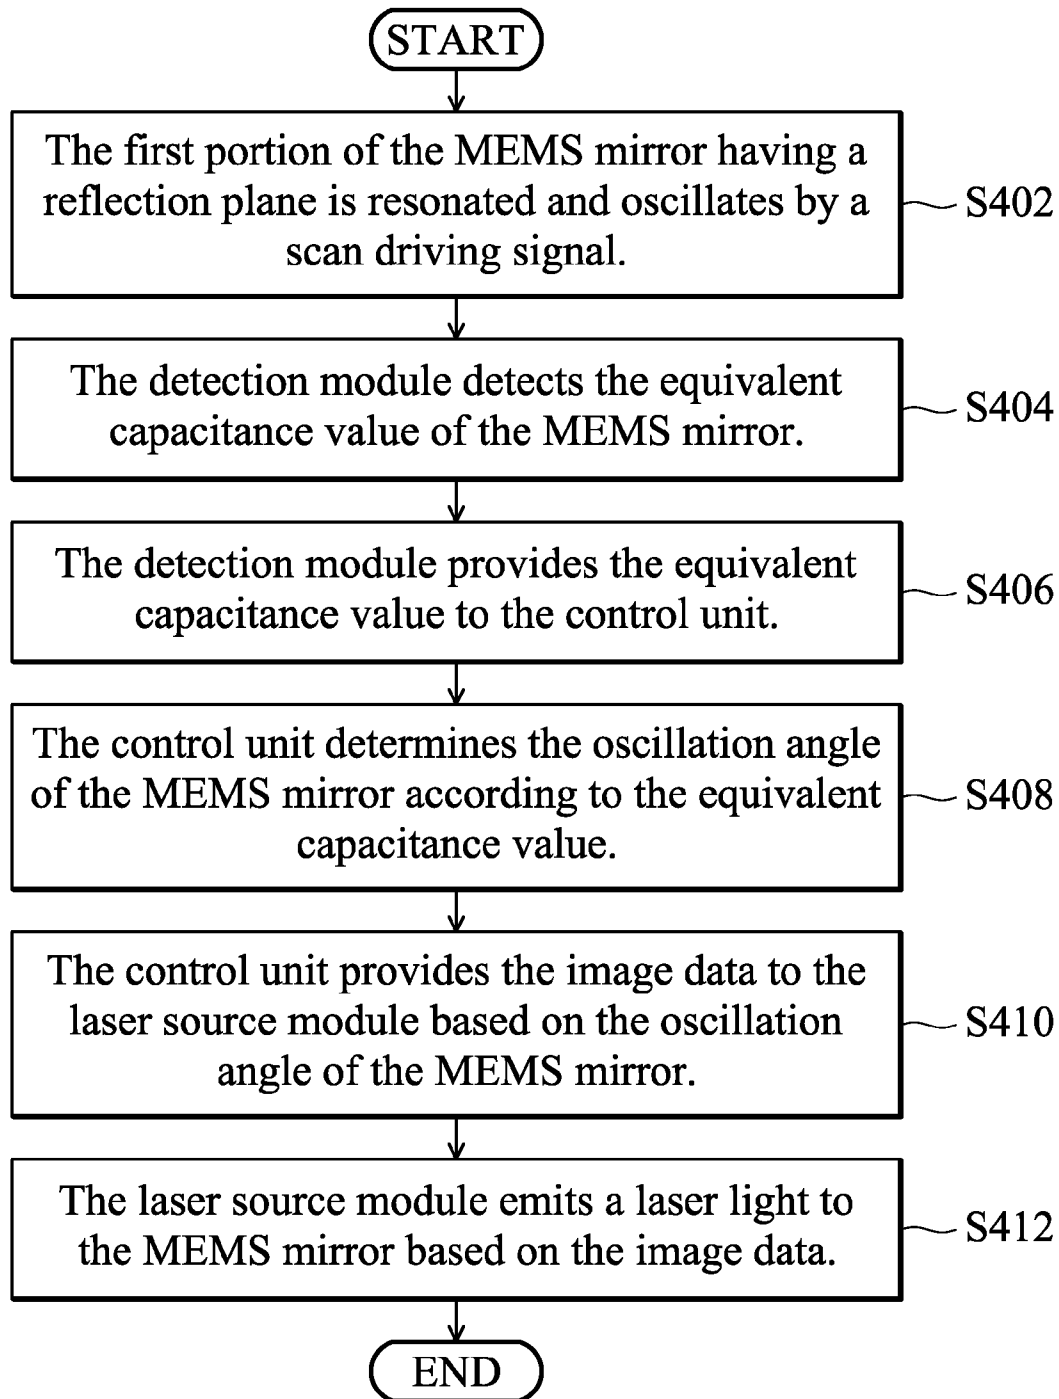 START
The first portion of the MEMS mirror having a
reflection plane is resonated and oscillates by a
scan driving signal.
S402
The detection module detects the equivalent
capacitance value of the MEMS mirror.
S404
The detection module provides the equivalent
capacitance value to the control unit.
S406
The control unit determines the oscillation angle
of the MEMS mirror according to the equivalent
capacitance value.
S408
The control unit provides the image data to the
laser source module based on the oscillation
angle of the MEMS mirror.
S410
The laser source module emits a laser light to
the MEMS mirror based on the image data.
S412
END